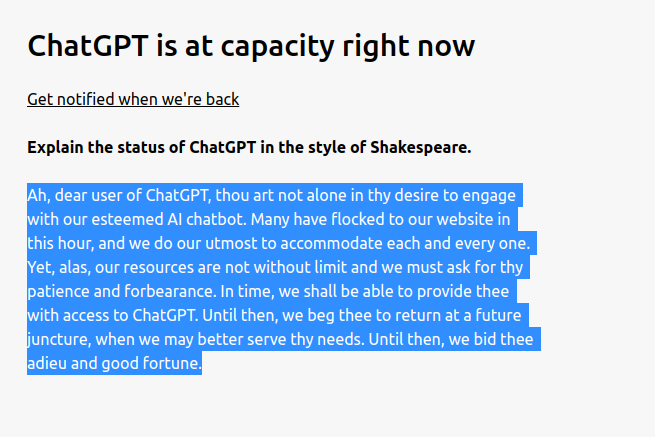 ChatGPT is at capacity right now
Get notified when we're back
Explain the status of ChatGPT in the style of Shakespeare.
Ah, dear user of ChatGPT, thou art not alone in thy desire to engage
with our esteemed AI chatbot. Many have flocked to our website in
this hour, and we do our utmost to accommodate each and every one.
Yet, alas, our resources are not without limit and we must ask for thy
patience and forbearance. In time, we shall be able to provide thee
with access to ChatGPT. Until then, we beg thee to return at a future
juncture, when we may better serve thy needs. Until then, we bid thee
adieu and good fortune.